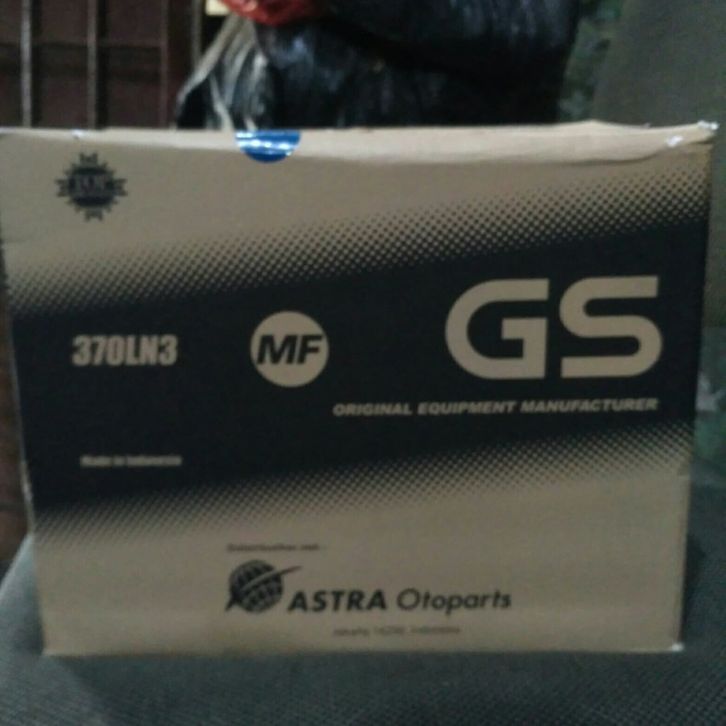 370LN3
MF
GS
ORIGINAL EQUIPMENT MANUFACTURER
Made in Indonesia
ASTRA Otoparts